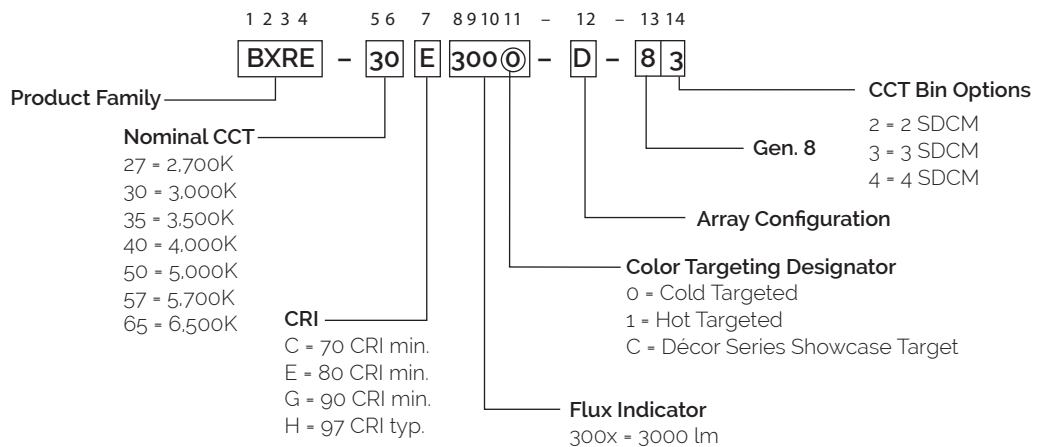 1 2 3 4 5 6 7 8 9 10 11 – 12 – 13 14
BXRE – 30 E 300 0 – D – 8 3
Product Family
Nominal CCT
27 = 2,700K
30 = 3,000K
35 = 3,500K
40 = 4,000K
50 = 5,000K
57 = 5,700K
65 = 6,500K
CRI
C = 70 CRI min.
E = 80 CRI min.
G = 90 CRI min.
H = 97 CRI typ.
Flux Indicator
300x = 3000 lm
Color Targeting Designator
0 = Cold Targeted
1 = Hot Targeted
C = Décor Series Showcase Target
Array Configuration
Gen. 8
CCT Bin Options
2 = 2 SDCM
3 = 3 SDCM
4 = 4 SDCM